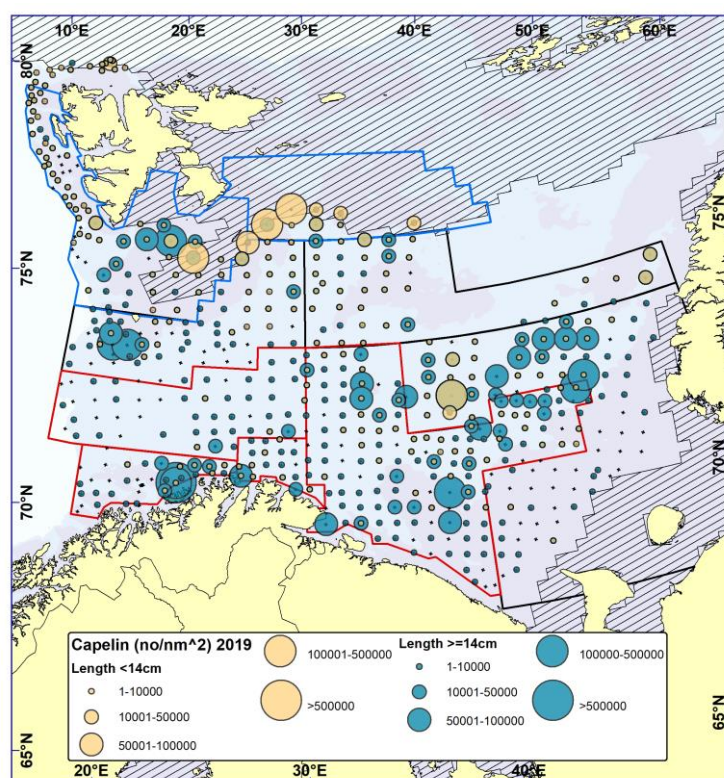 10°E 20°E 30°E 40°E 50°E 60°E
80°N 80°N
75°N 75°N
70°N 70°N
65°N 65°N
Capelin (no/nm^2) 2019
Length <14cm
1-10000
10001-50000
50001-100000
100001-500000
>500000
Length >=14cm
1-10000
10001-50000
50001-100000
100000-500000
>500000
20°E 30°E 40°E